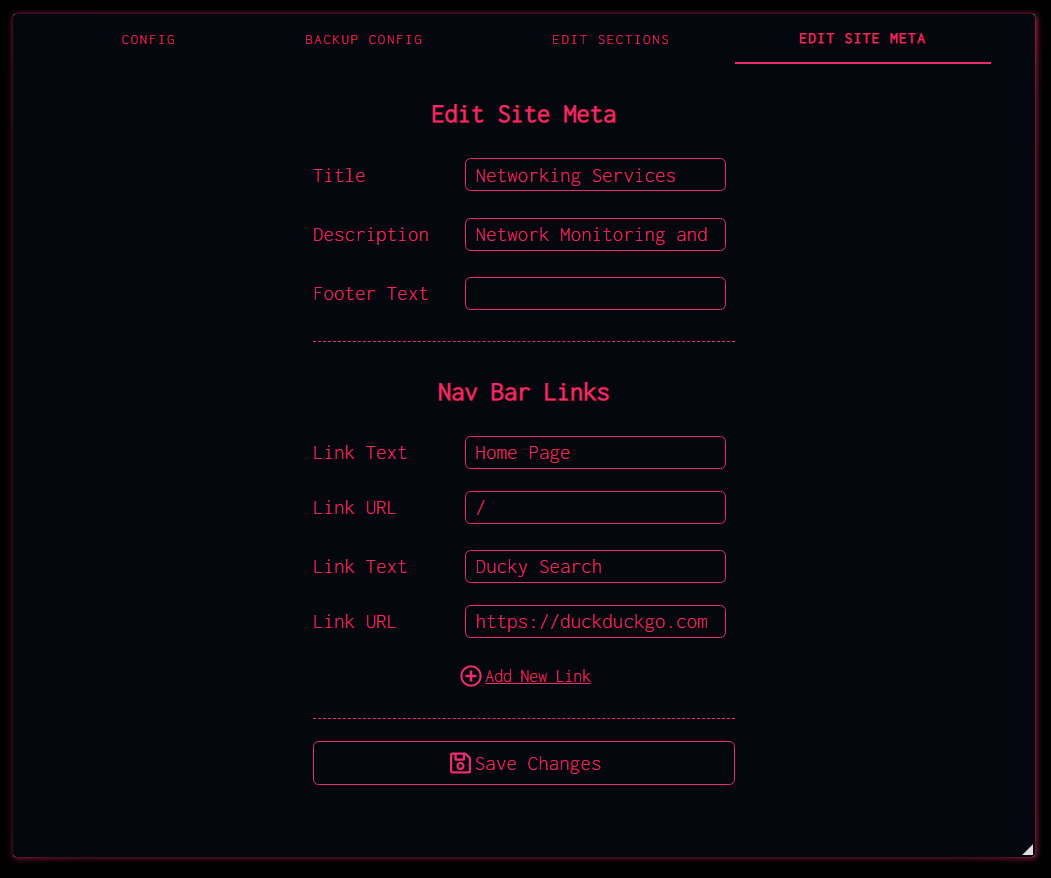 CONFIG BACKUP CONFIG EDIT SECTIONS EDIT SITE META
Edit Site Meta
Title Networking Services
Description Network Monitoring and
Footer Text
Nav Bar Links
Link Text Home Page
Link URL /
Link Text Ducky Search
Link URL https://duckduckgo.com
Add New Link
Save Changes